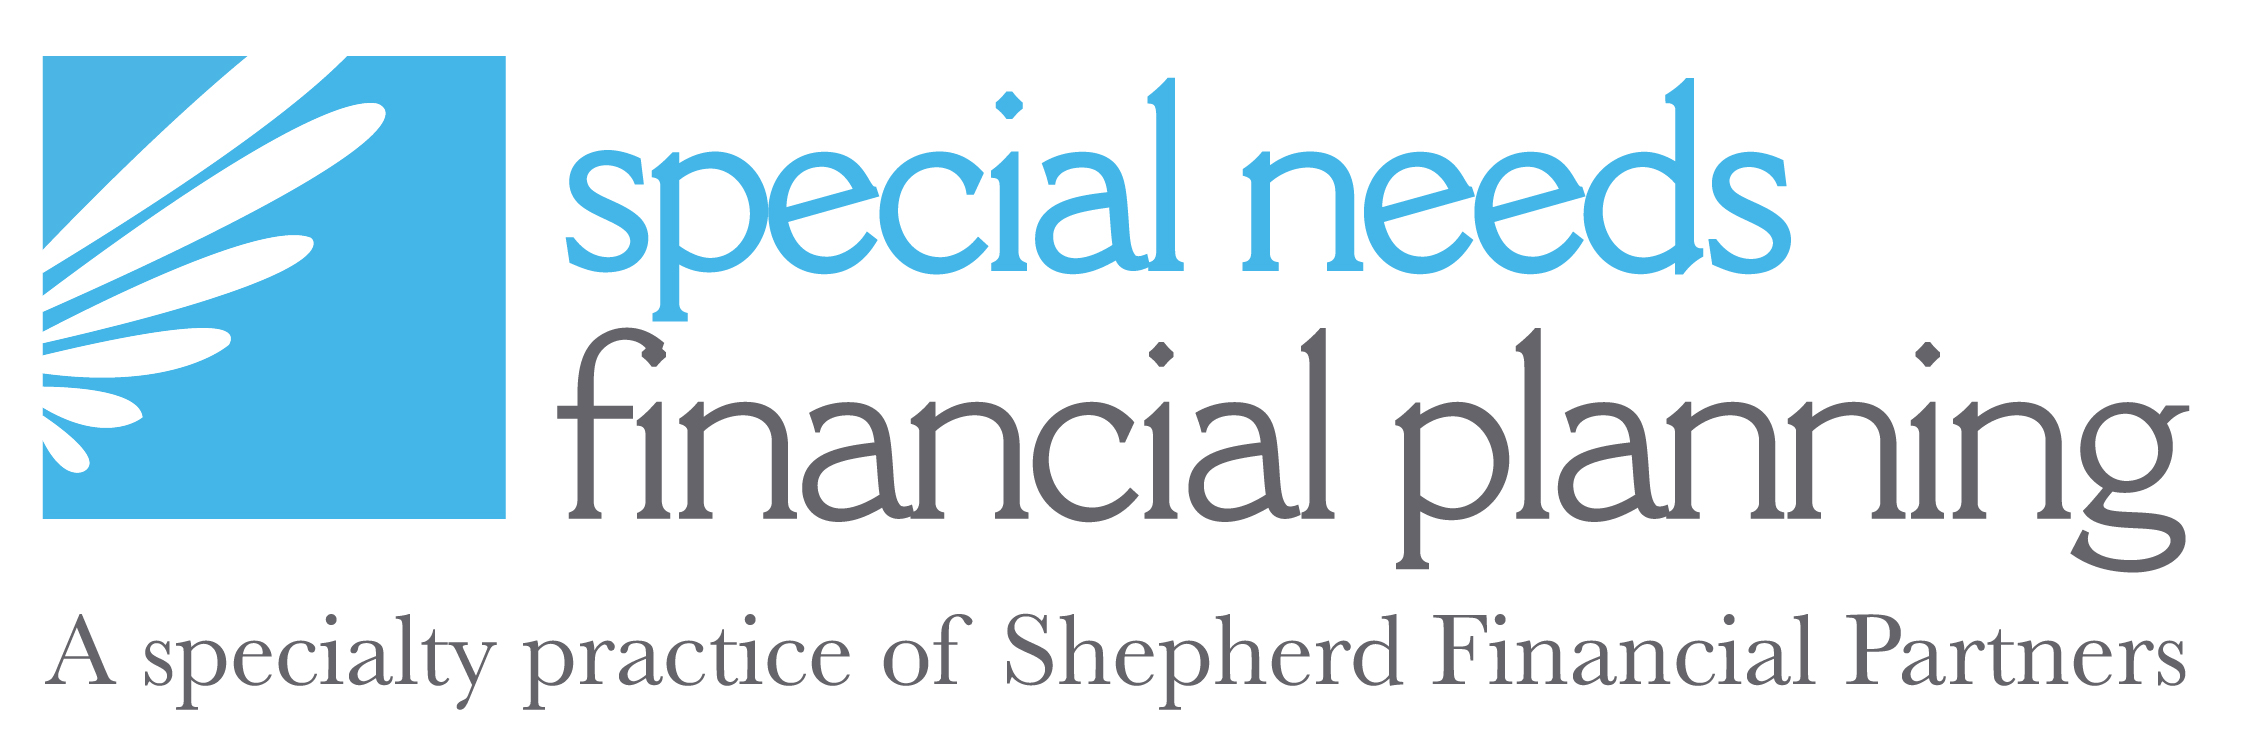 special needs
financial planning
A specialty practice of Shepherd Financial Partners